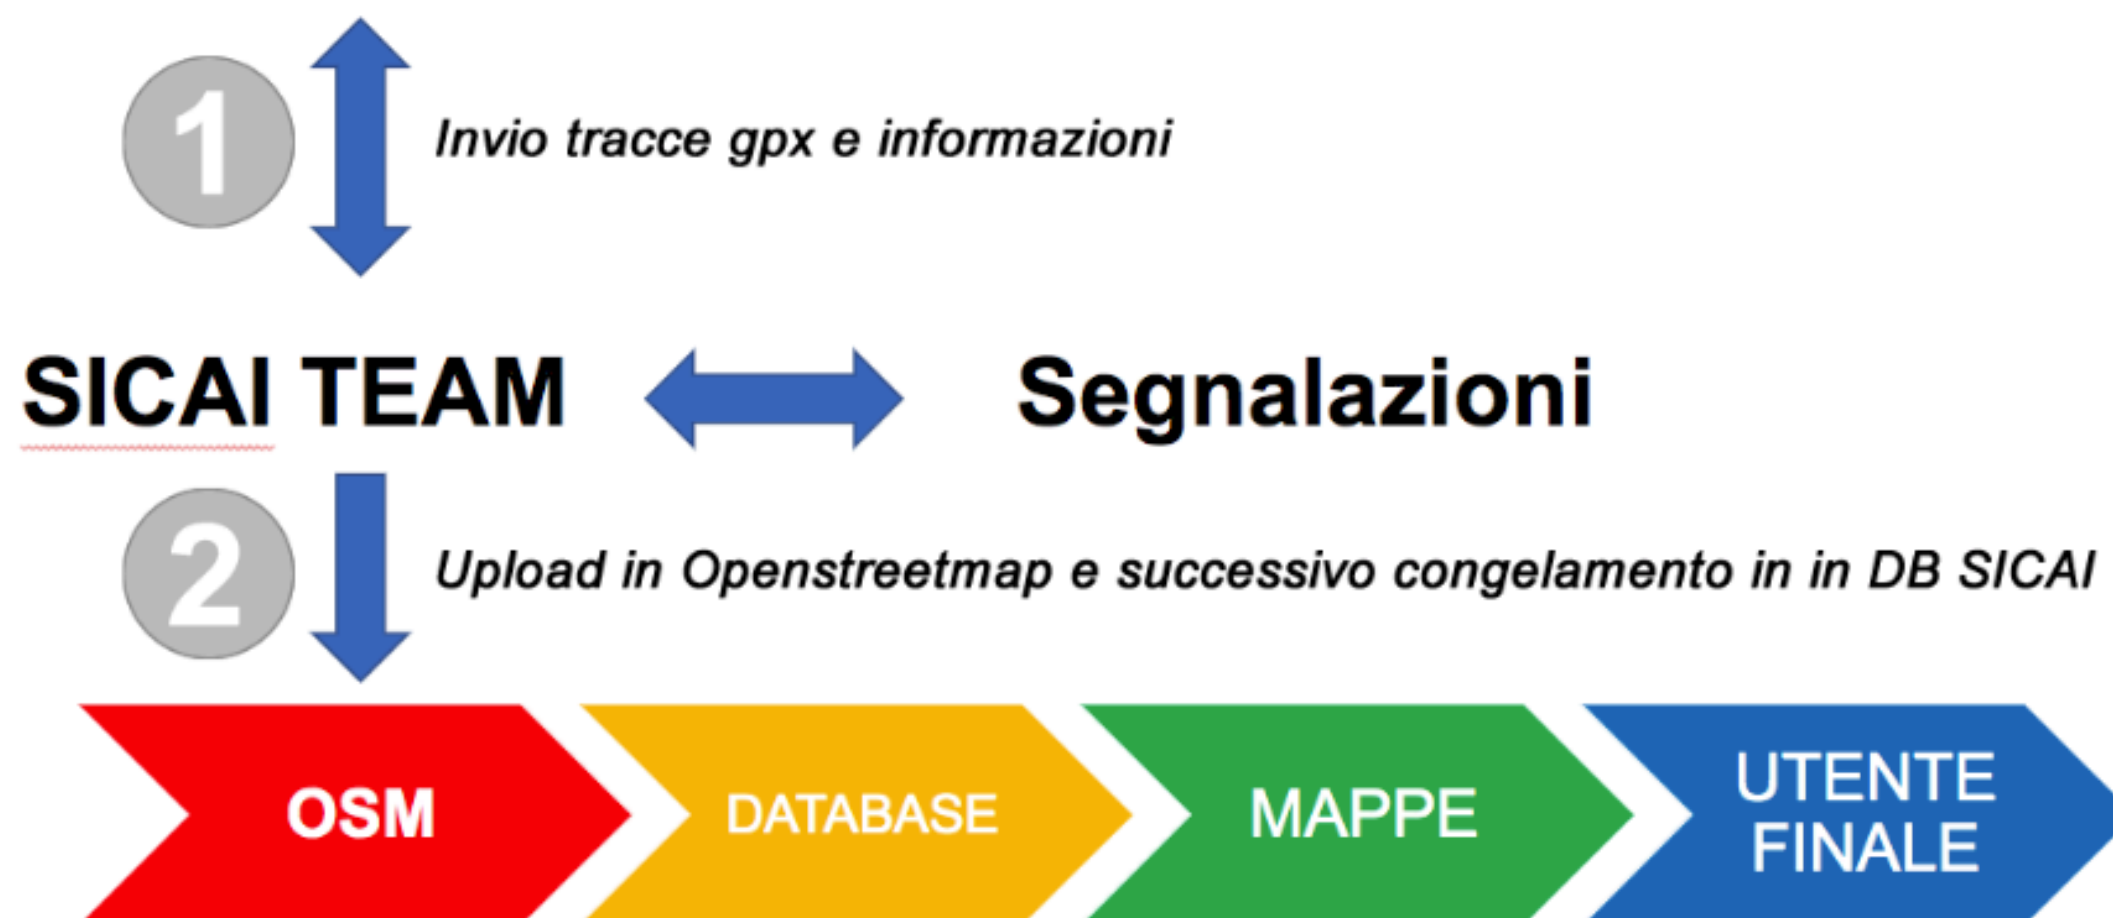 1
Invio tracce gpx e informazioni
SICAI TEAM
Segnalazioni
2
Upload in Openstreetmap e successivo congelamento in in DB SICAI
OSM
DATABASE
MAPPE
UTENTE
FINALE